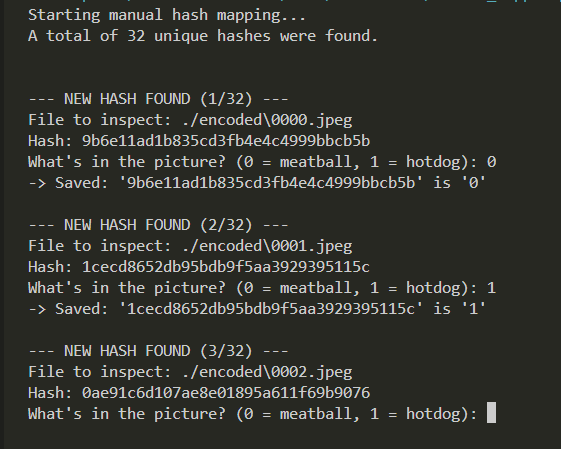 Starting manual hash mapping...
A total of 32 unique hashes were found.
--- NEW HASH FOUND (1/32) ---
File to inspect: ./encoded\0000.jpeg
Hash: 9b6e11ad1b835cd3fb4e4c4999bbcb5b
What's in the picture? (0 = meatball, 1 = hotdog): 0
-> Saved: '9b6e11ad1b835cd3fb4e4c4999bbcb5b' is '0'
--- NEW HASH FOUND (2/32) ---
File to inspect: ./encoded\0001.jpeg
Hash: 1cecd8652db95bdb9f5aa3929395115c
What's in the picture? (0 = meatball, 1 = hotdog): 1
-> Saved: '1cecd8652db95bdb9f5aa3929395115c' is '1'
--- NEW HASH FOUND (3/32) ---
File to inspect: ./encoded\0002.jpeg
Hash: 0ae91c6d107ae8e01895a611f69b9076
What's in the picture? (0 = meatball, 1 = hotdog):